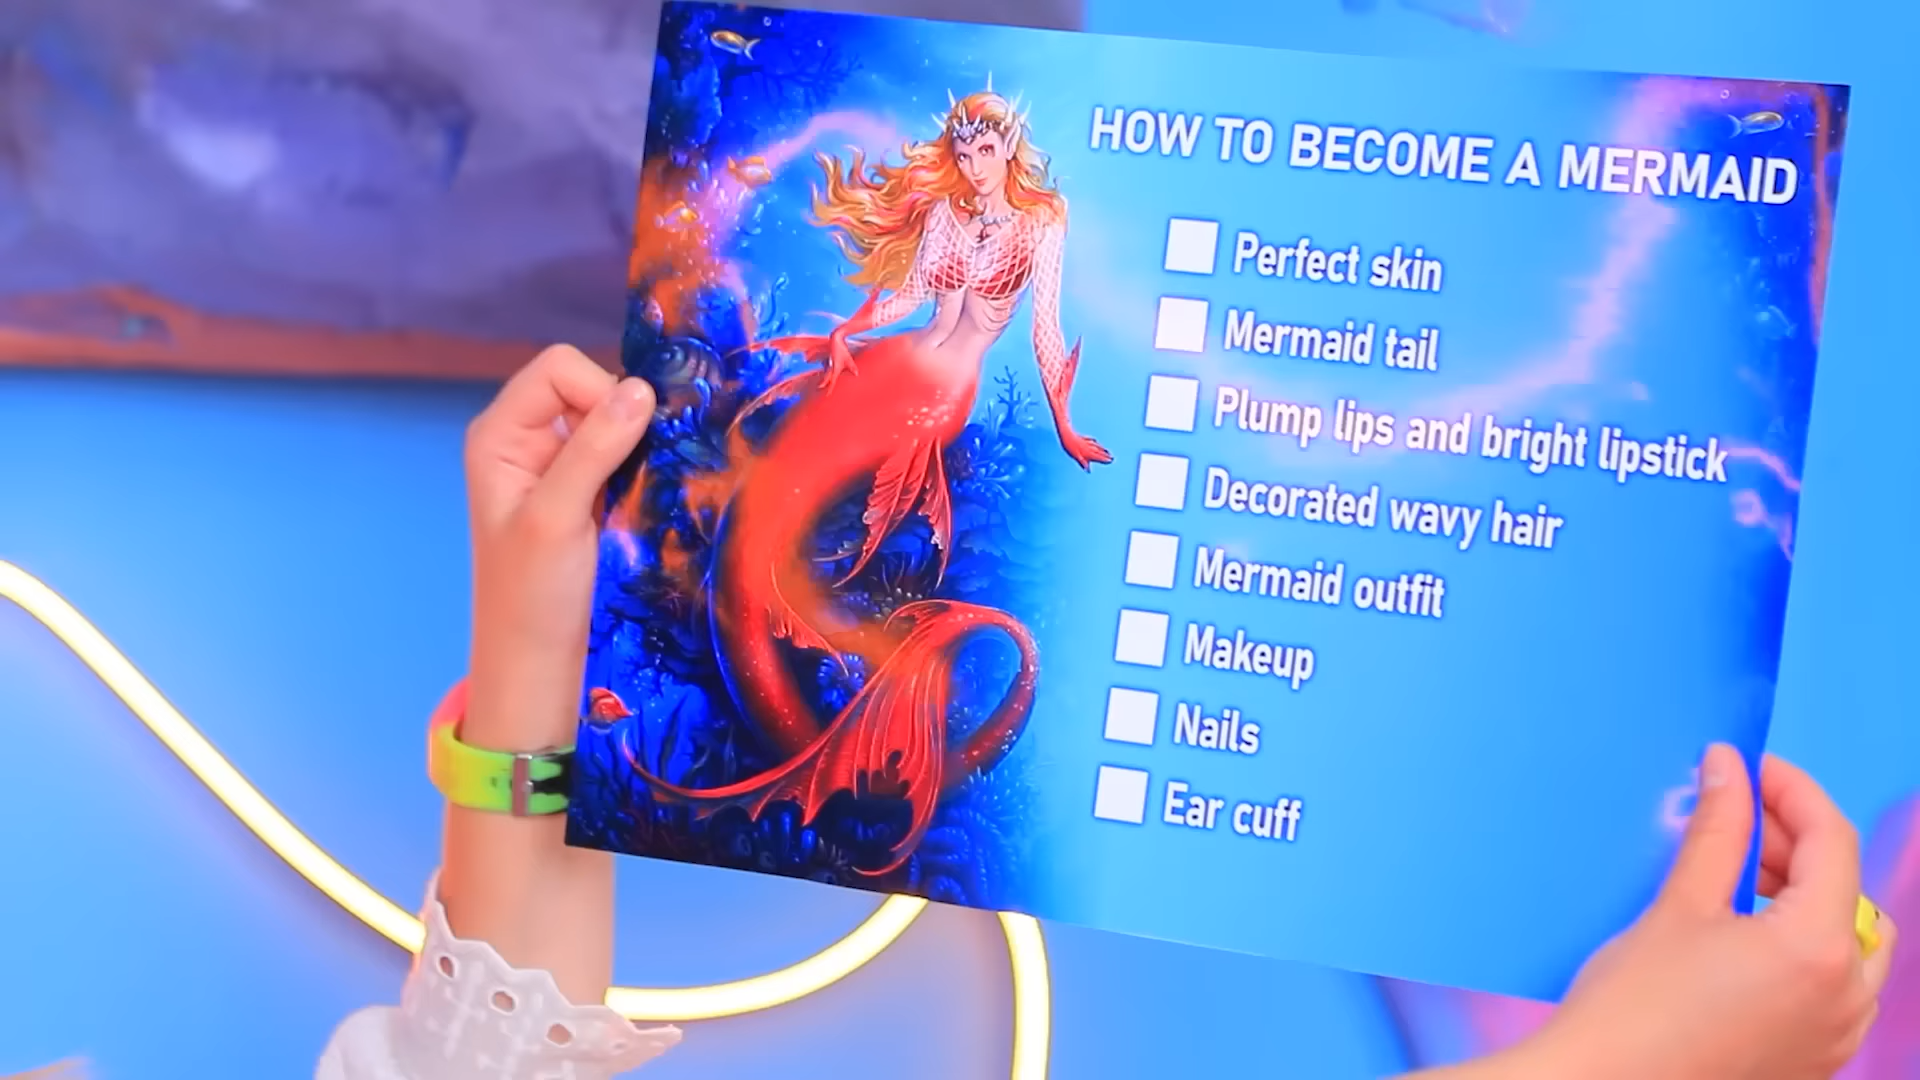 HOW TO BECOME A MERMAID
Perfect skin
Mermaid tail
Plump lips and bright lipstick
Decorated wavy hair
Mermaid outfit
Makeup
Nails
Ear cuff